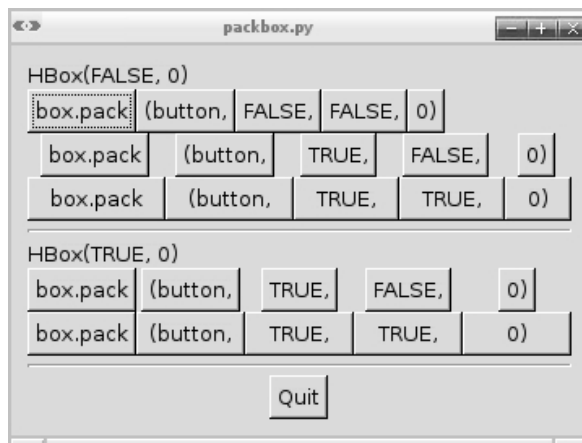 packbox.py
HBox(FALSE, 0)
box.pack (button, FALSE, FALSE, 0)
box.pack (button, TRUE, FALSE, 0)
box.pack (button, TRUE, TRUE, 0)
HBox(TRUE, 0)
box.pack (button, TRUE, FALSE, 0)
box.pack (button, TRUE, TRUE, 0)
Quit